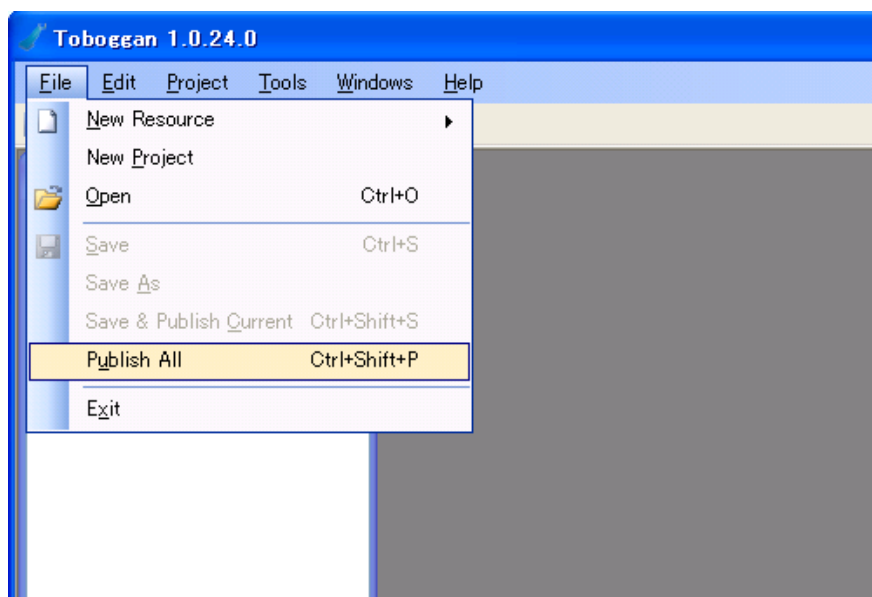 Toboggan 1.0.24.0
File Edit Project Tools Windows Help
New Resource
New Project
Open Ctrl+O
Save Ctrl+S
Save As
Save & Publish Current Ctrl+Shift+S
Publish All Ctrl+Shift+P
Exit